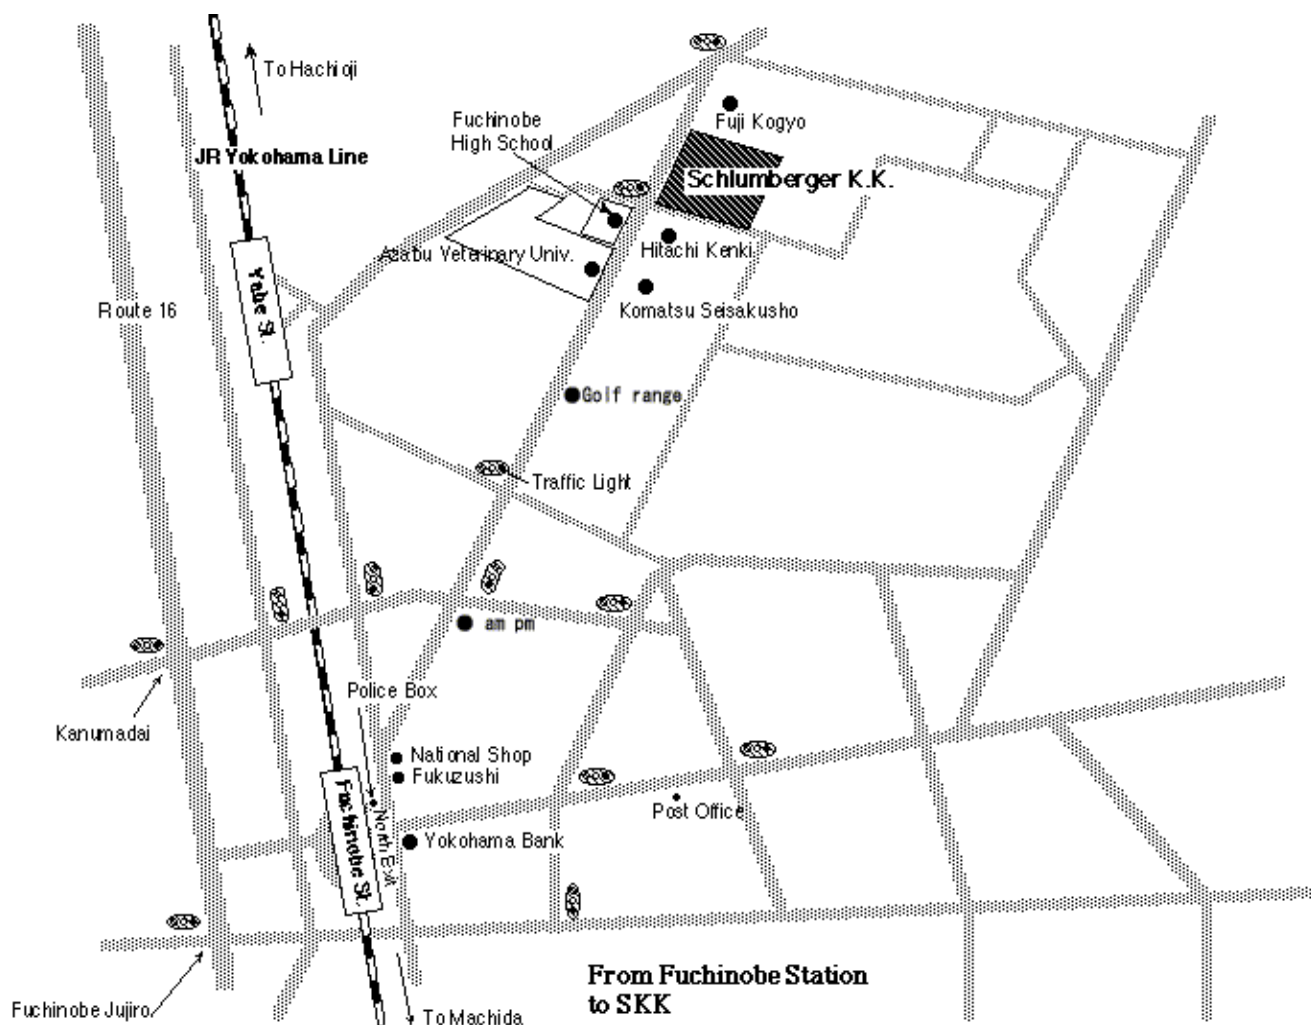 To Hachioji
JR Yokohama Line
Fuchinobe
High School
Fuji Kogyo
Schlumberger K.K.
Azabu Veterinary Univ.
Hitachi Kenki
Komatsu Seisakusho
Route 16
Yabe St.
Golf range
Traffic Light
am pm
Police Box
Kanumadai
National Shop
Fukuzushi
Fuchinobe St.
North Exit
Yokohama Bank
Post Office
Fuchinobe Jujiro
To Machida
From Fuchinobe Station
to SKK